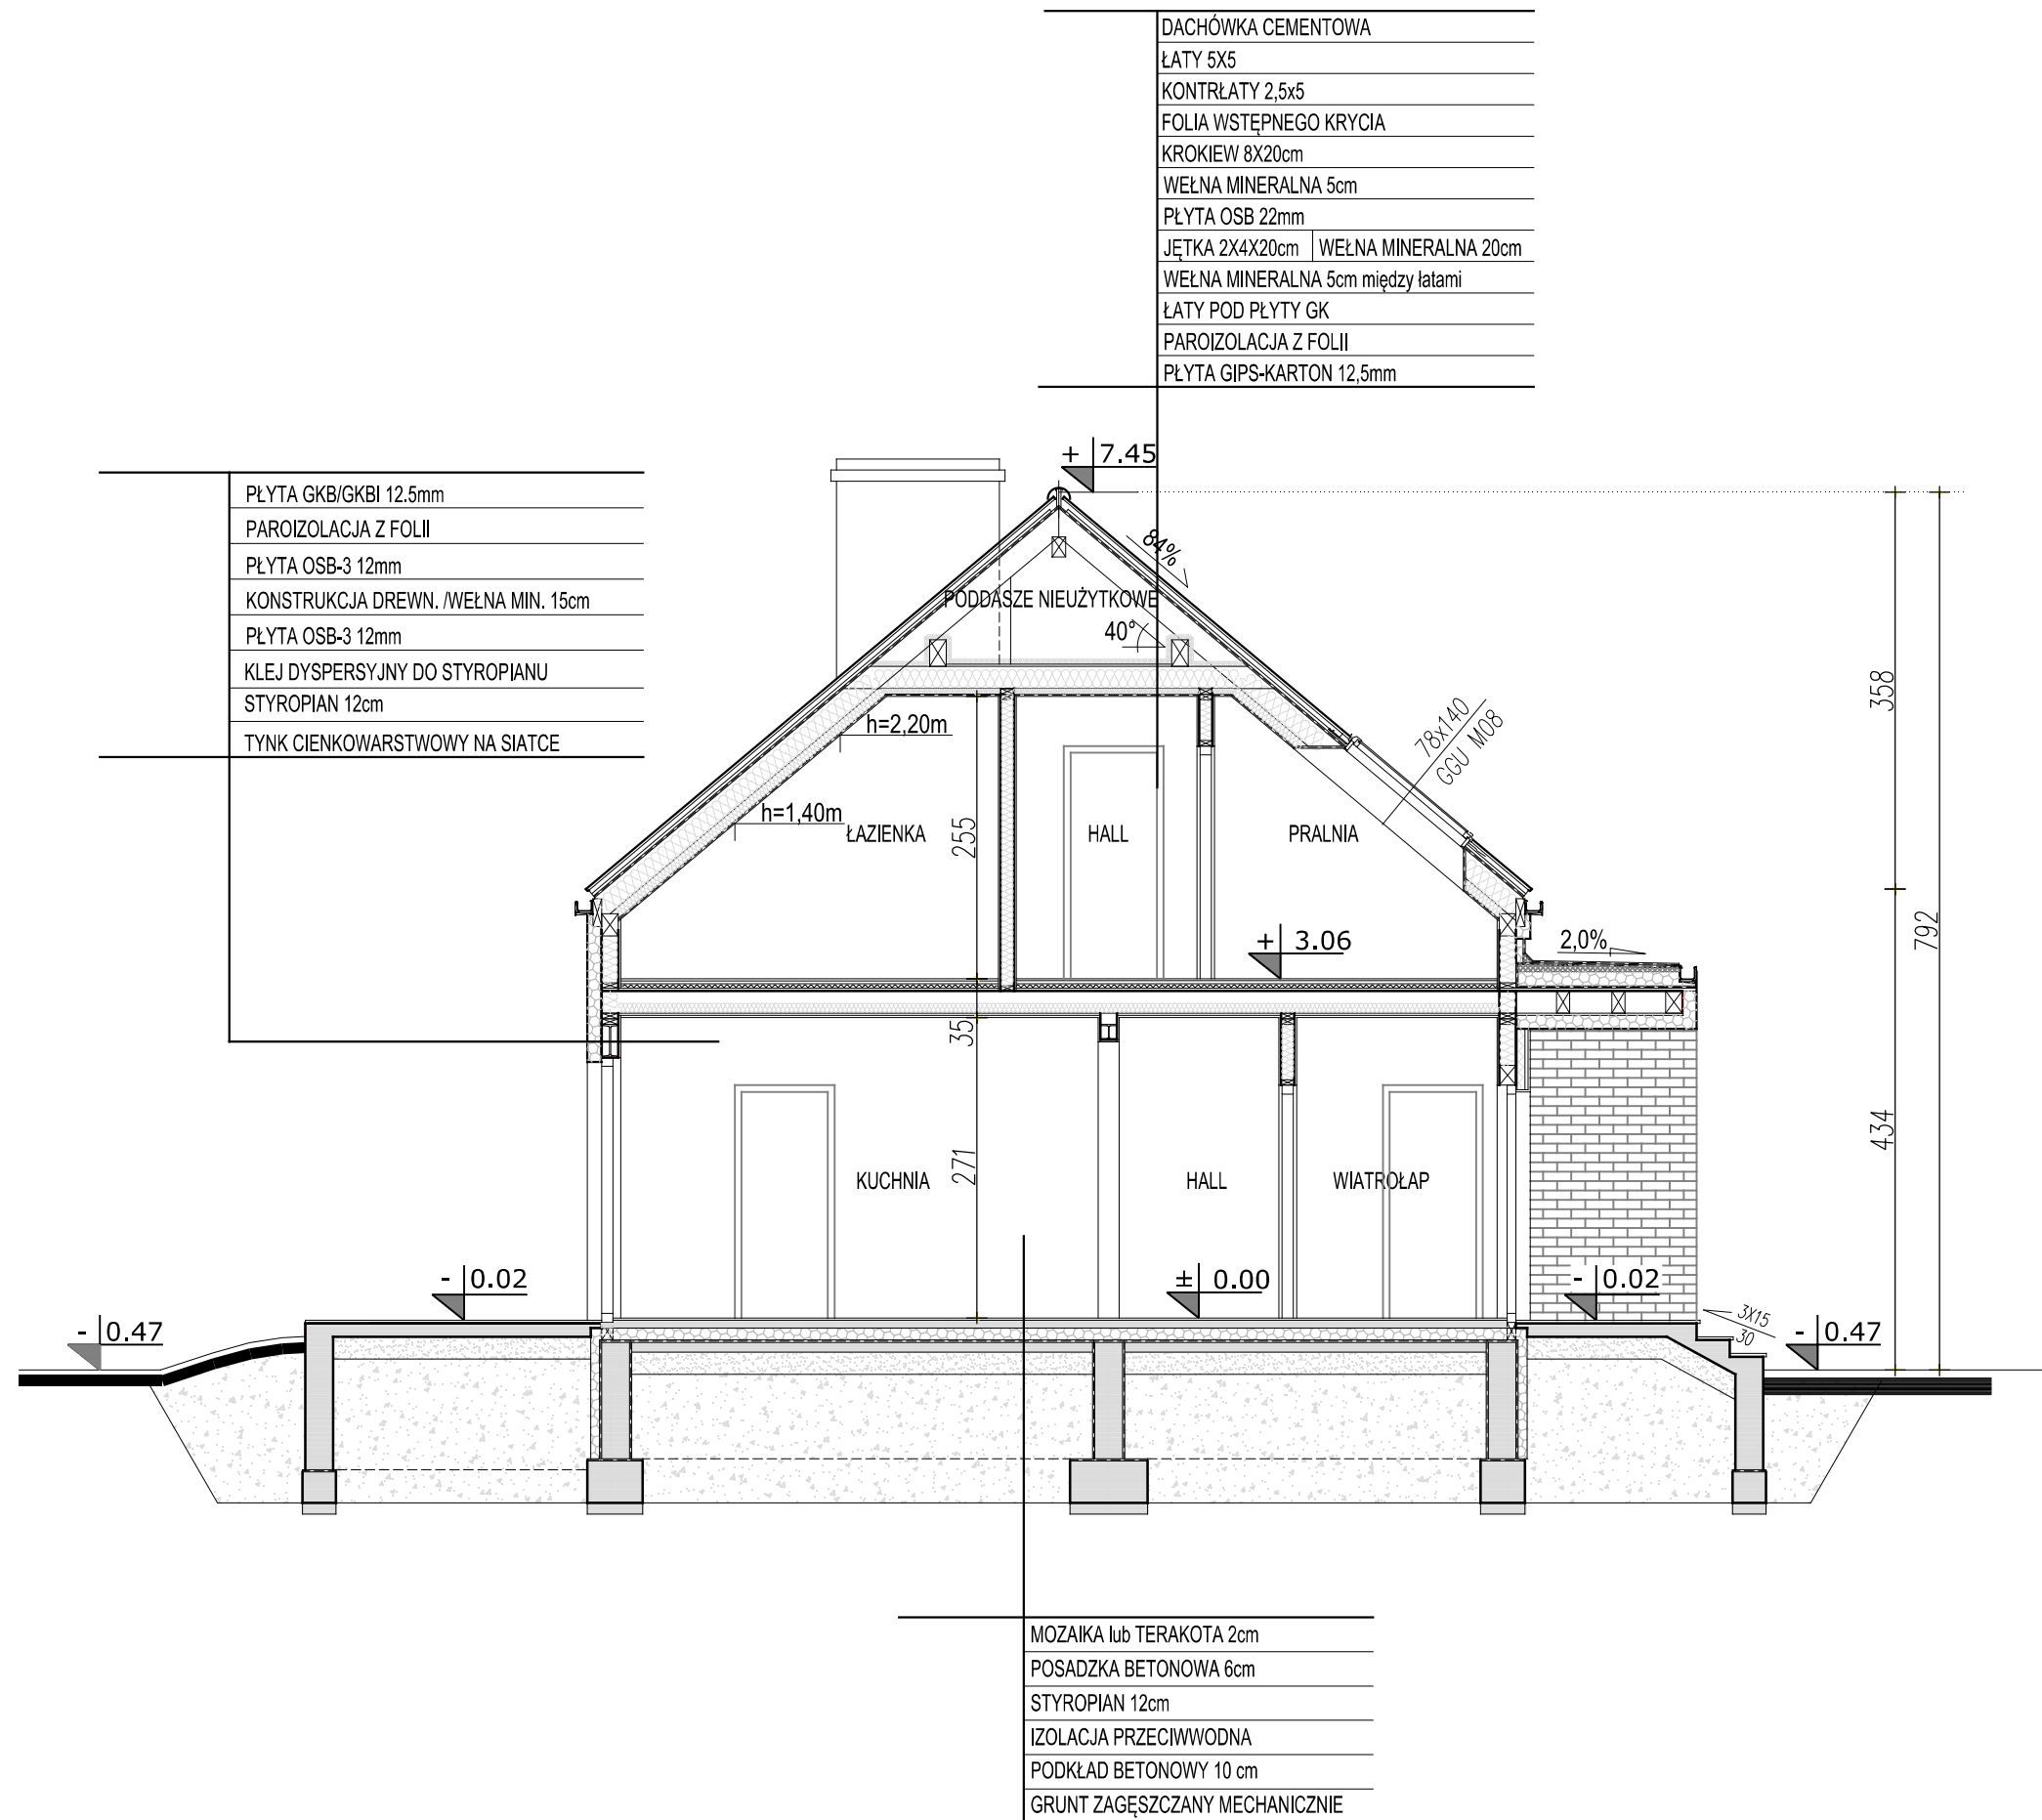 DACHÓWKA CEMENTOWA
ŁATY 5X5
KONTRŁATY 2,5x5
FOLIA WSTĘPNEGO KRYCIA
KROKIEW 8X20cm
WEŁNA MINERALNA 5cm
PŁYTA OSB 22mm
JĘTKA 2X4X20cm WEŁNA MINERALNA 20cm
WEŁNA MINERALNA 5cm między łatami
ŁATY POD PŁYTY GK
PAROIZOLACJA Z FOLII
PŁYTA GIPS-KARTON 12,5mm
PŁYTA GKB/GKBI 12.5mm
PAROIZOLACJA Z FOLII
PŁYTA OSB-3 12mm
KONSTRUKCJA DREWN. /WEŁNA MIN. 15cm
PŁYTA OSB-3 12mm
KLEJ DYSPERSYJNY DO STYROPIANU
STYROPIAN 12cm
TYNK CIENKOWARSTWOWY NA SIATCE
+ 7.45
84%
PODDASZE NIEUŻYTKOWE
40°
358
h=2,20m
78x140
GGU M08
h=1,40m
ŁAZIENKA
255
HALL
PRALNIA
792
+ 3.06
2,0%
35
434
KUCHNIA
271
HALL
WIATROŁAP
- 0.02
± 0.00
- 0.02
- 0.47
3X15
30
- 0.47
MOZAIKA lub TERAKOTA 2cm
POSADZKA BETONOWA 6cm
STYROPIAN 12cm
IZOLACJA PRZECIWWODNA
PODKŁAD BETONOWY 10 cm
GRUNT ZAGĘSZCZANY MECHANICZNIE